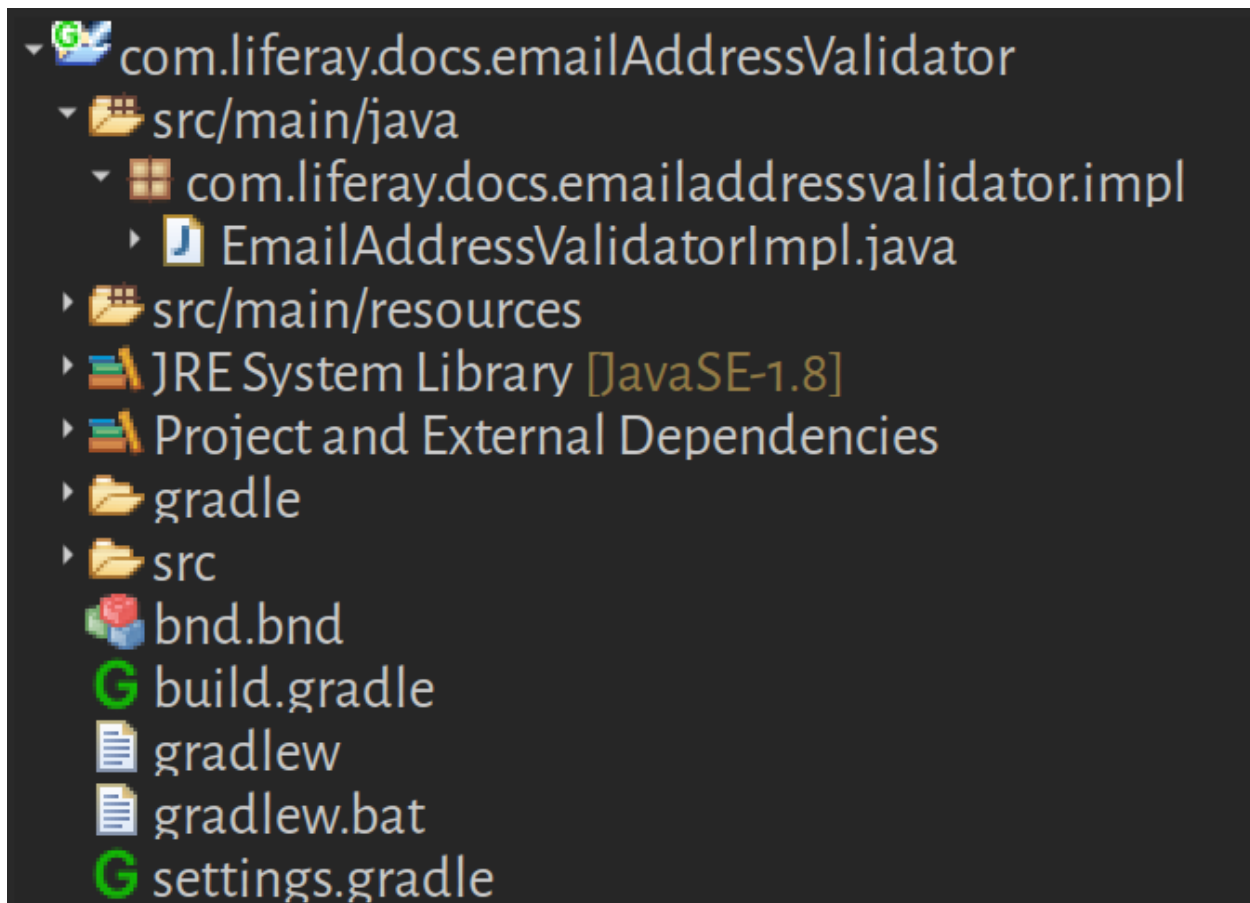 com.liferay.docs.emailAddressValidator
src/main/java
com.liferay.docs.emailaddressvalidator.impl
EmailAddressValidatorImpl.java
src/main/resources
JRE System Library [JavaSE-1.8]
Project and External Dependencies
gradle
src
bnd.bnd
build.gradle
gradlew
gradlew.bat
settings.gradle